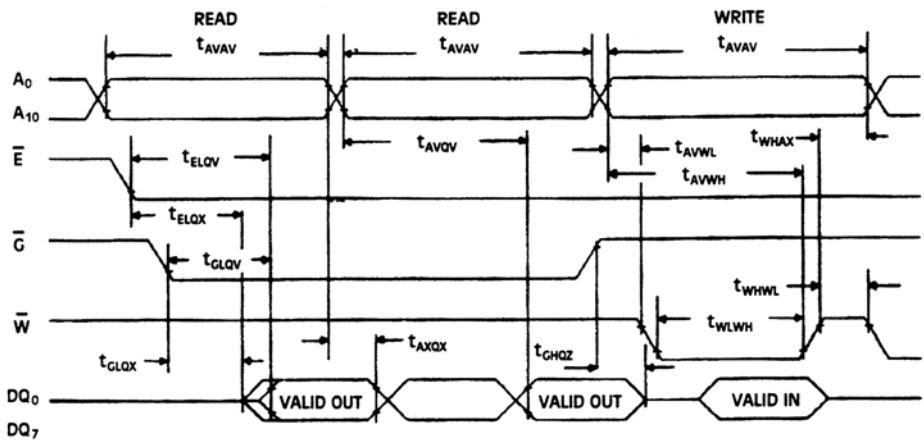 READ READ WRITE
tAVAV tAVAV tAVAV
A0
A10
tAVQV tAVWL tWHAX
E tELQV
tAVWH
tELQX
G
tGLQV
tWHWL
W
tWLWH
tGLQX tAXQX tGHQZ
DQ0 VALID OUT VALID OUT VALID IN
DQ7